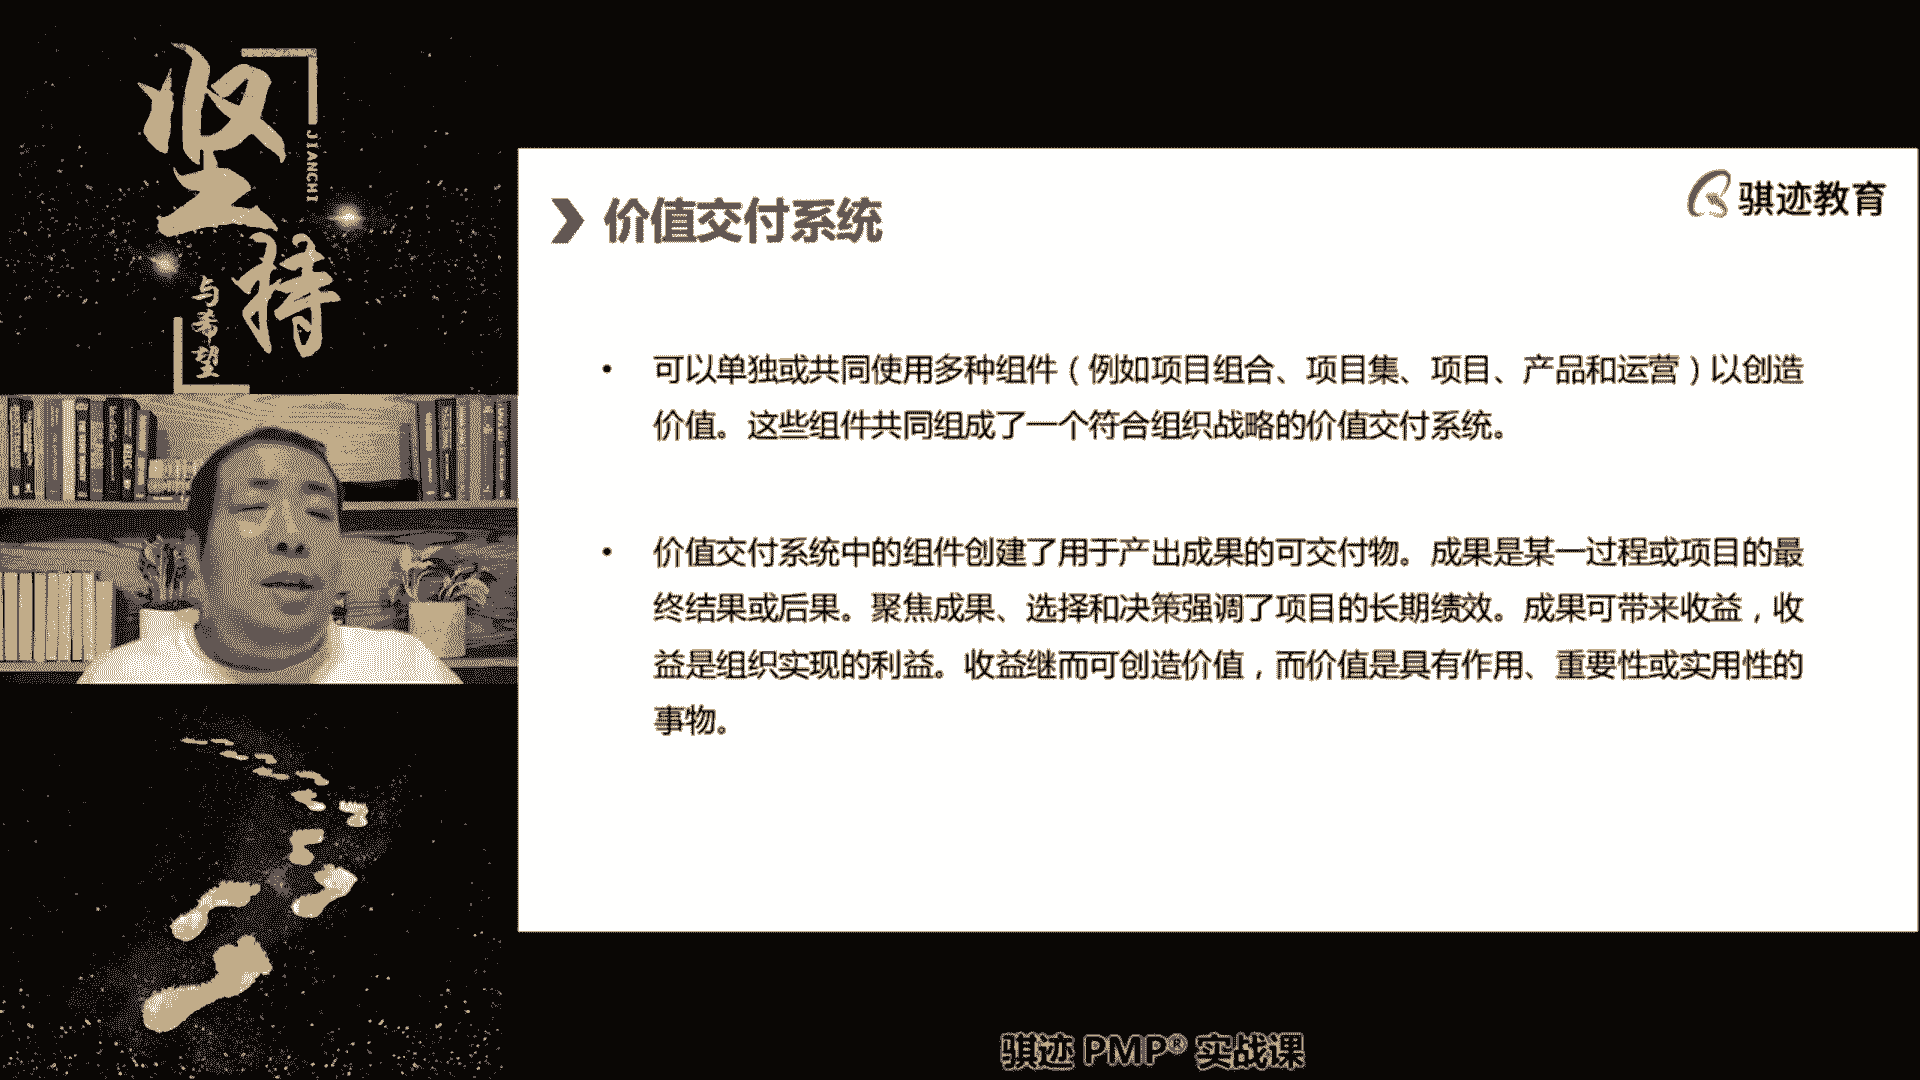 坚持
JIANCHI
与希望
骐迹教育
价值交付系统
• 可以单独或共同使用多种组件（例如项目组合、项目集、项目、产品和运营）以创造
价值。这些组件共同组成了一个符合组织战略的价值交付系统。
• 价值交付系统中的组件创建了用于产出成果的可交付物。成果是某一过程或项目的最
终结果或后果。聚焦成果、选择和决策强调了项目的长期绩效。成果可带来收益，收
益是组织实现的利益。收益继而可创造价值，而价值是具有作用、重要性或实用性的
事物。
骐迹 PMP® 实战课